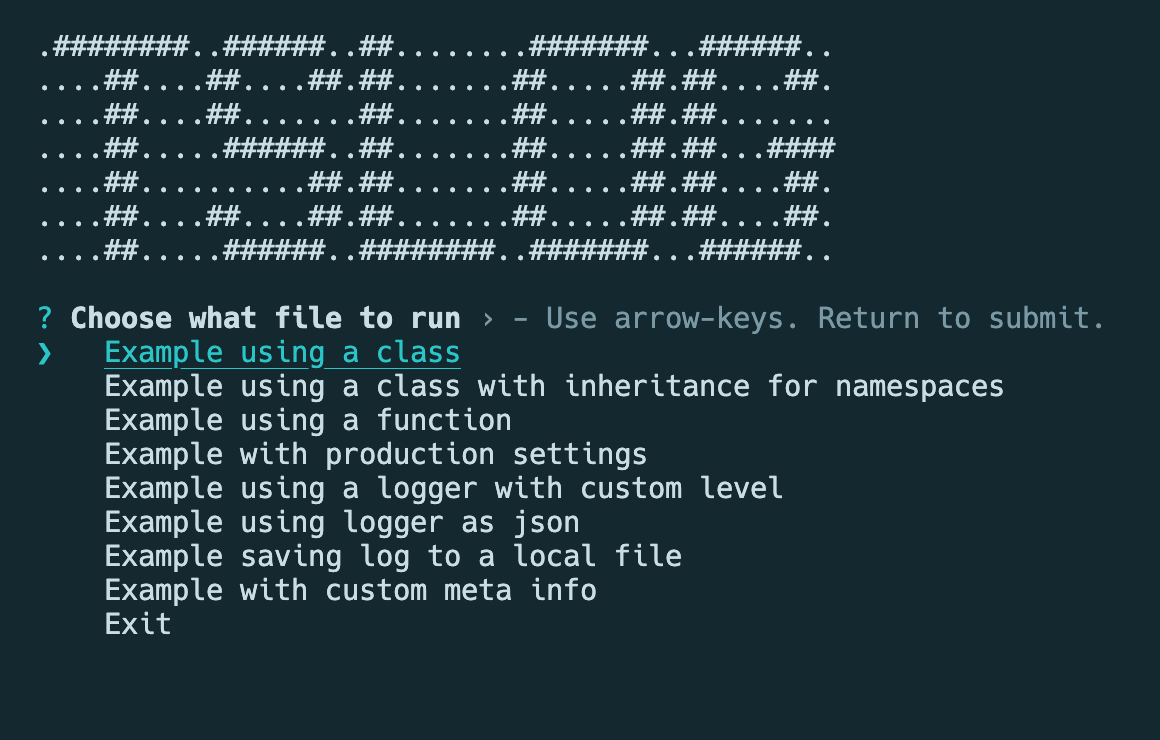 .########..######..##........#######...######..
....##....##....##.##.......##.....##.##....##.
....##....##.......##.......##.....##.##.......
....##.....######..##.......##.....##.##...####
....##..........##.##.......##.....##.##....##.
....##....##....##.##.......##.....##.##....##.
....##.....######..########..#######...######..
? Choose what file to run › - Use arrow-keys. Return to submit.
❯   Example using a class
Example using a class with inheritance for namespaces
Example using a function
Example with production settings
Example using a logger with custom level
Example using logger as json
Example saving log to a local file
Example with custom meta info
Exit